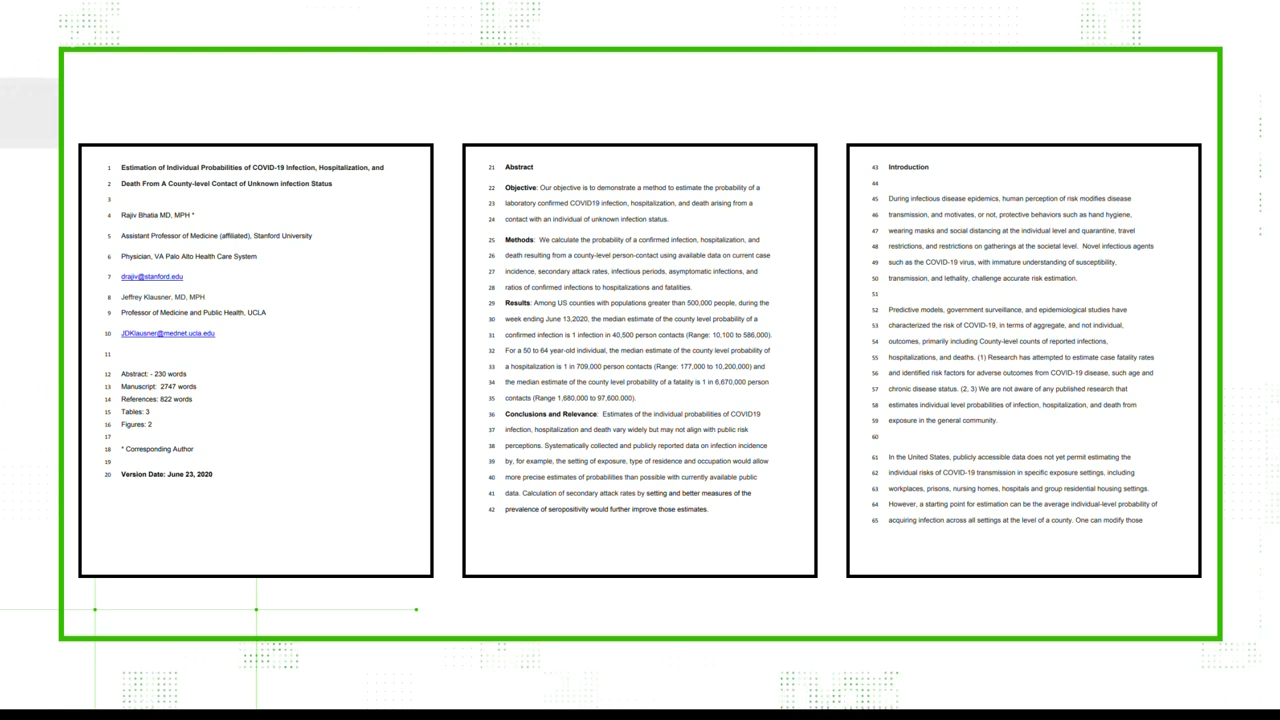 1 Estimation of Individual Probabilities of COVID-19 Infection, Hospitalization, and
2 Death From A County-level Contact of Unknown infection Status
3
4 Rajiv Bhatia MD, MPH *
5 Assistant Professor of Medicine (affiliated), Stanford University
6 Physician, VA Palo Alto Health Care System
7 drajiv@stanford.edu
8 Jeffrey Klausner, MD, MPH
9 Professor of Medicine and Public Health, UCLA
10 JDKlausner@mednet.ucla.edu
11
12 Abstract: - 230 words
13 Manuscript: 2747 words
14 References: 822 words
15 Tables: 3
16 Figures: 2
17
18 * Corresponding Author
19
20 Version Date: June 23, 2020
21 Abstract
22 Objective: Our objective is to demonstrate a method to estimate the probability of a
23 laboratory confirmed COVID19 infection, hospitalization, and death arising from a
24 contact with an individual of unknown infection status.
25 Methods: We calculate the probability of a confirmed infection, hospitalization, and
26 death resulting from a county-level person-contact using available data on current case
27 incidence, secondary attack rates, infectious periods, asymptomatic infections, and
28 ratios of confirmed infections to hospitalizations and fatalities.
29 Results: Among US counties with populations greater than 500,000 people, during the
30 week ending June 13,2020, the median estimate of the county level probability of a
31 confirmed infection is 1 infection in 40,500 person contacts (Range: 10,100 to 586,000).
32 For a 50 to 64 year-old individual, the median estimate of the county level probability of
33 a hospitalization is 1 in 709,000 person contacts (Range: 177,000 to 10,200,000) and
34 the median estimate of the county level probability of a fatality is 1 in 6,670,000 person
35 contacts (Range 1,680,000 to 97,600.000).
36 Conclusions and Relevance: Estimates of the individual probabilities of COVID19
37 infection, hospitalization and death vary widely but may not align with public risk
38 perceptions. Systematically collected and publicly reported data on infection incidence
39 by, for example, the setting of exposure, type of residence and occupation would allow
40 more precise estimates of probabilities than possible with currently available public
41 data. Calculation of secondary attack rates by setting and better measures of the
42 prevalence of seropositivity would further improve those estimates.
43 Introduction
44
45 During infectious disease epidemics, human perception of risk modifies disease
46 transmission, and motivates, or not, protective behaviors such as hand hygiene,
47 wearing masks and social distancing at the individual level and quarantine, travel
48 restrictions, and restrictions on gatherings at the societal level. Novel infectious agents
49 such as the COVID-19 virus, with immature understanding of susceptibility,
50 transmission, and lethality, challenge accurate risk estimation.
51
52 Predictive models, government surveillance, and epidemiological studies have
53 characterized the risk of COVID-19, in terms of aggregate, and not individual,
54 outcomes, primarily including County-level counts of reported infections,
55 hospitalizations, and deaths. (1) Research has attempted to estimate case fatality rates
56 and identified risk factors for adverse outcomes from COVID-19 disease, such age and
57 chronic disease status. (2, 3) We are not aware of any published research that
58 estimates individual level probabilities of infection, hospitalization, and death from
59 exposure in the general community.
60
61 In the United States, publicly accessible data does not yet permit estimating the
62 individual risks of COVID-19 transmission in specific exposure settings, including
63 workplaces, prisons, nursing homes, hospitals and group residential housing settings.
64 However, a starting point for estimation can be the average individual-level probability of
65 acquiring infection across all settings at the level of a county. One can modify those